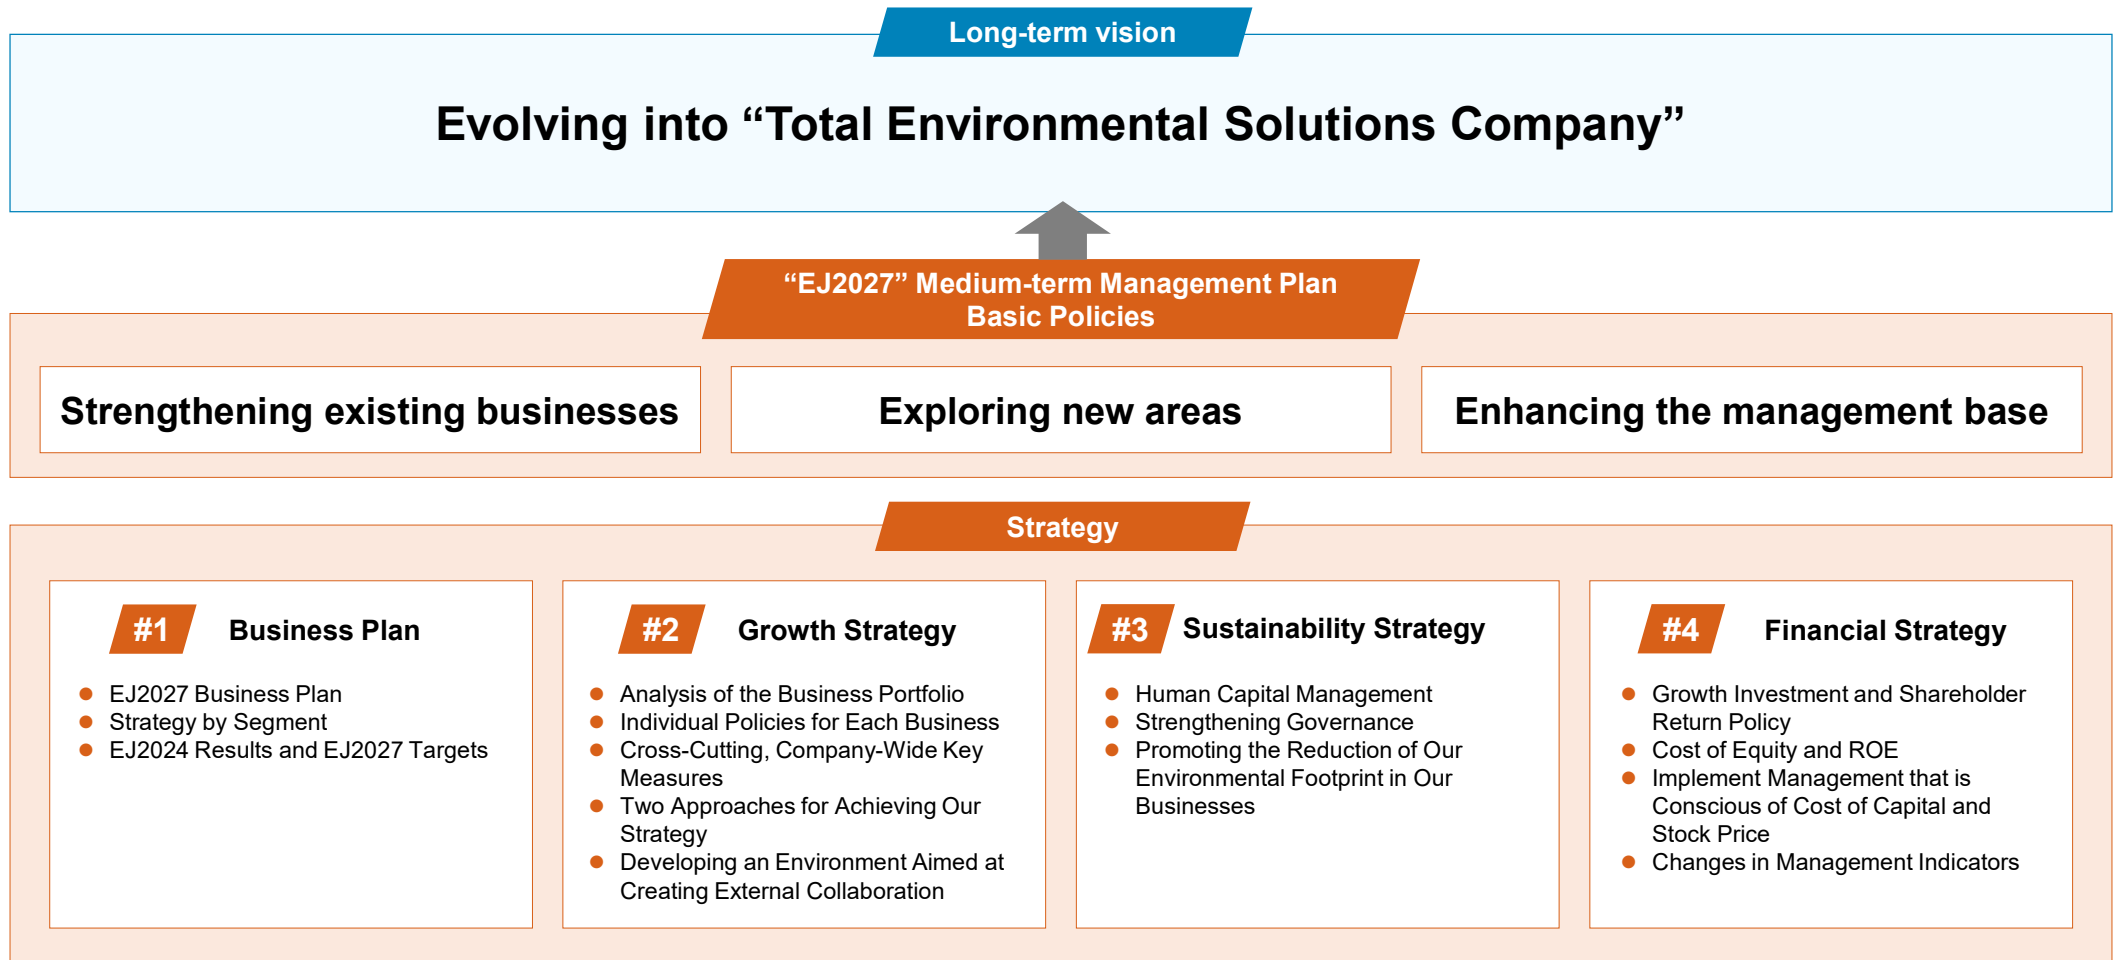 Long-term vision
Evolving into “Total Environmental Solutions Company”
“EJ2027” Medium-term Management Plan
Basic Policies
Strengthening existing businesses
Exploring new areas
Enhancing the management base
Strategy
#1 Business Plan
● EJ2027 Business Plan
● Strategy by Segment
● EJ2024 Results and EJ2027 Targets
#2 Growth Strategy
● Analysis of the Business Portfolio
● Individual Policies for Each Business
● Cross-Cutting, Company-Wide Key
Measures
● Two Approaches for Achieving Our
Strategy
● Developing an Environment Aimed at
Creating External Collaboration
#3 Sustainability Strategy
● Human Capital Management
● Strengthening Governance
● Promoting the Reduction of Our
Environmental Footprint in Our
Businesses
#4 Financial Strategy
● Growth Investment and Shareholder
Return Policy
● Cost of Equity and ROE
● Implement Management that is
Conscious of Cost of Capital and
Stock Price
● Changes in Management Indicators